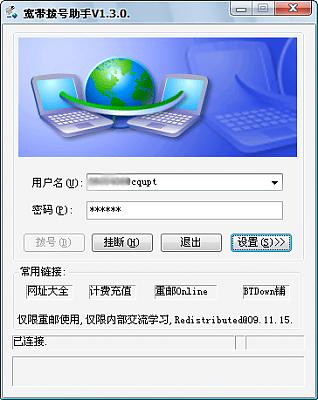 宽带拨号助手V1.3.0.
用户名(U): cqupt
密码(P): ******
拨号(D) 挂断(H) 退出 设置(S)>>
常用链接:
网址大全 计费充值 重邮Online BTDown铺
仅限重邮使用, 仅限内部交流学习, Redistributed@09.11.15.
已连接.